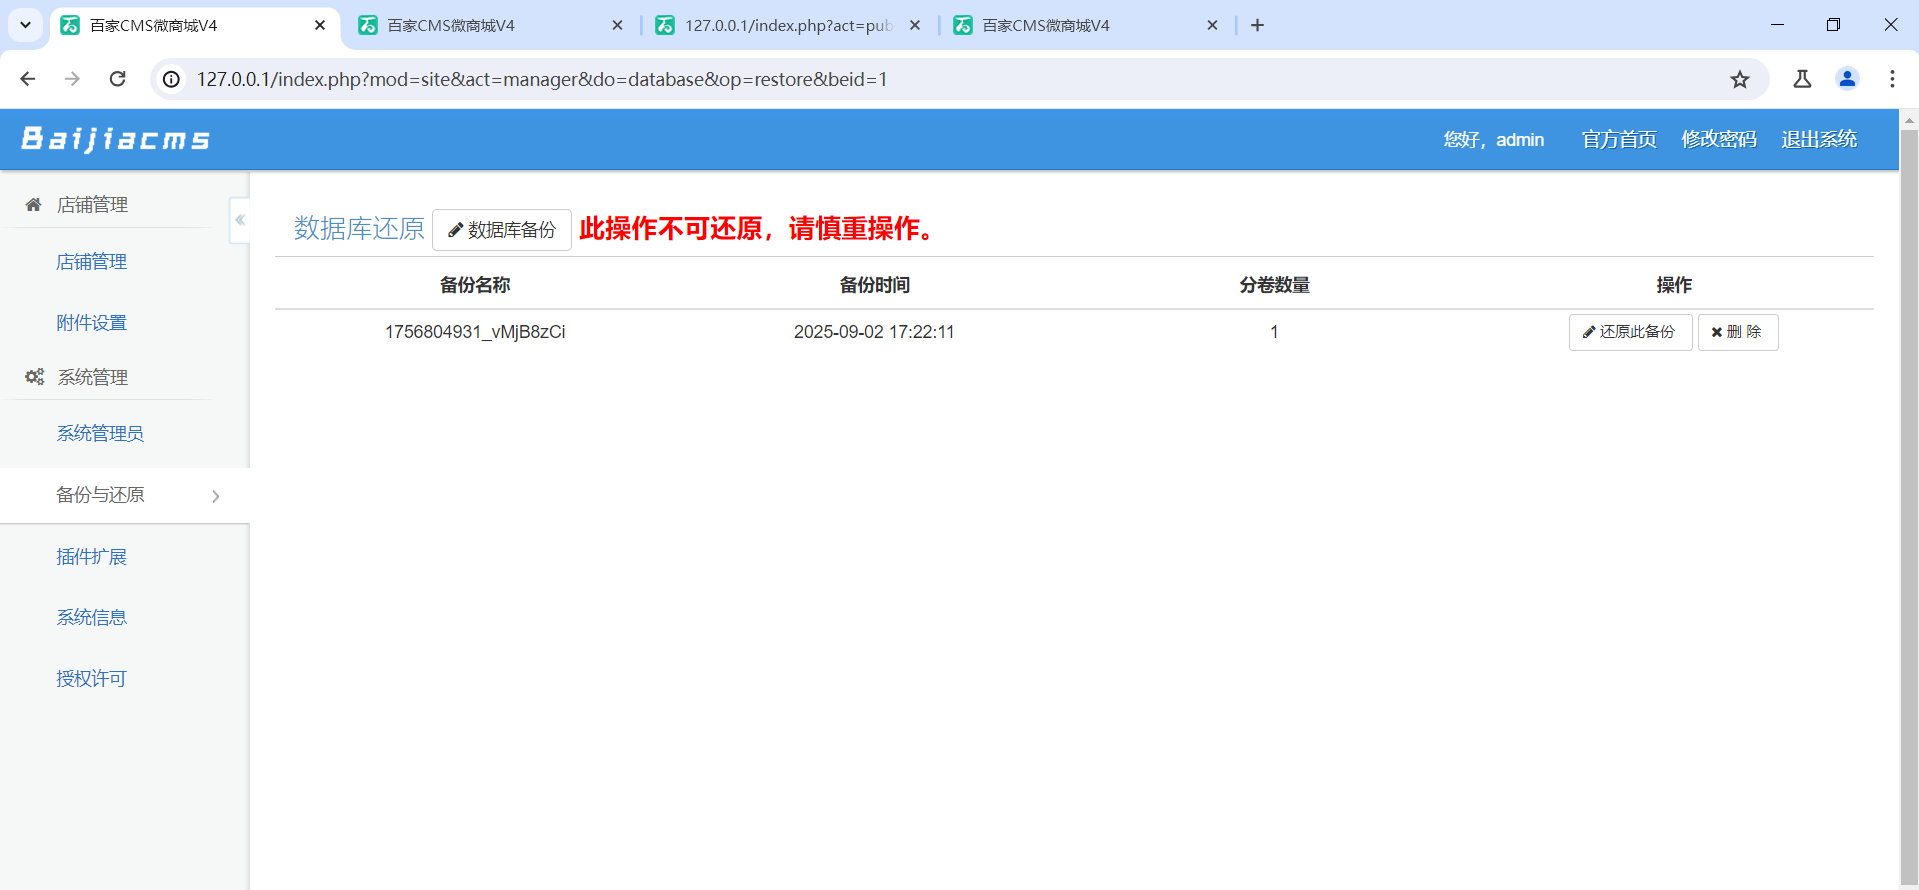 百家CMS微商城V4
百家CMS微商城V4
127.0.0.1/index.php?act=pub
百家CMS微商城V4
127.0.0.1/index.php?mod=site&act=manager&do=database&op=restore&beid=1
Baijiacms
您好，admin 官方首页 修改密码 退出系统
店铺管理
店铺管理
附件设置
系统管理
系统管理员
备份与还原
插件扩展
系统信息
授权许可
数据库还原 数据库备份 此操作不可还原，请慎重操作。
备份名称 备份时间 分卷数量 操作
1756804931_vMjB8zCi 2025-09-02 17:22:11 1 还原此备份 删 除